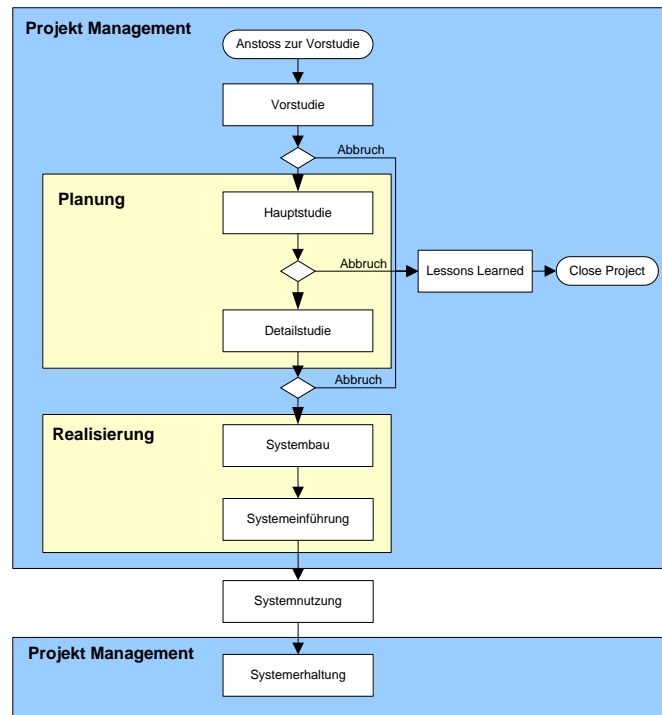 Projekt Management
Anstoss zur Vorstudie
Vorstudie
Abbruch
Planung
Hauptstudie
Abbruch
Lessons Learned
Close Project
Detailstudie
Abbruch
Realisierung
Systembau
Systemeinführung
Systemnutzung
Projekt Management
Systemerhaltung